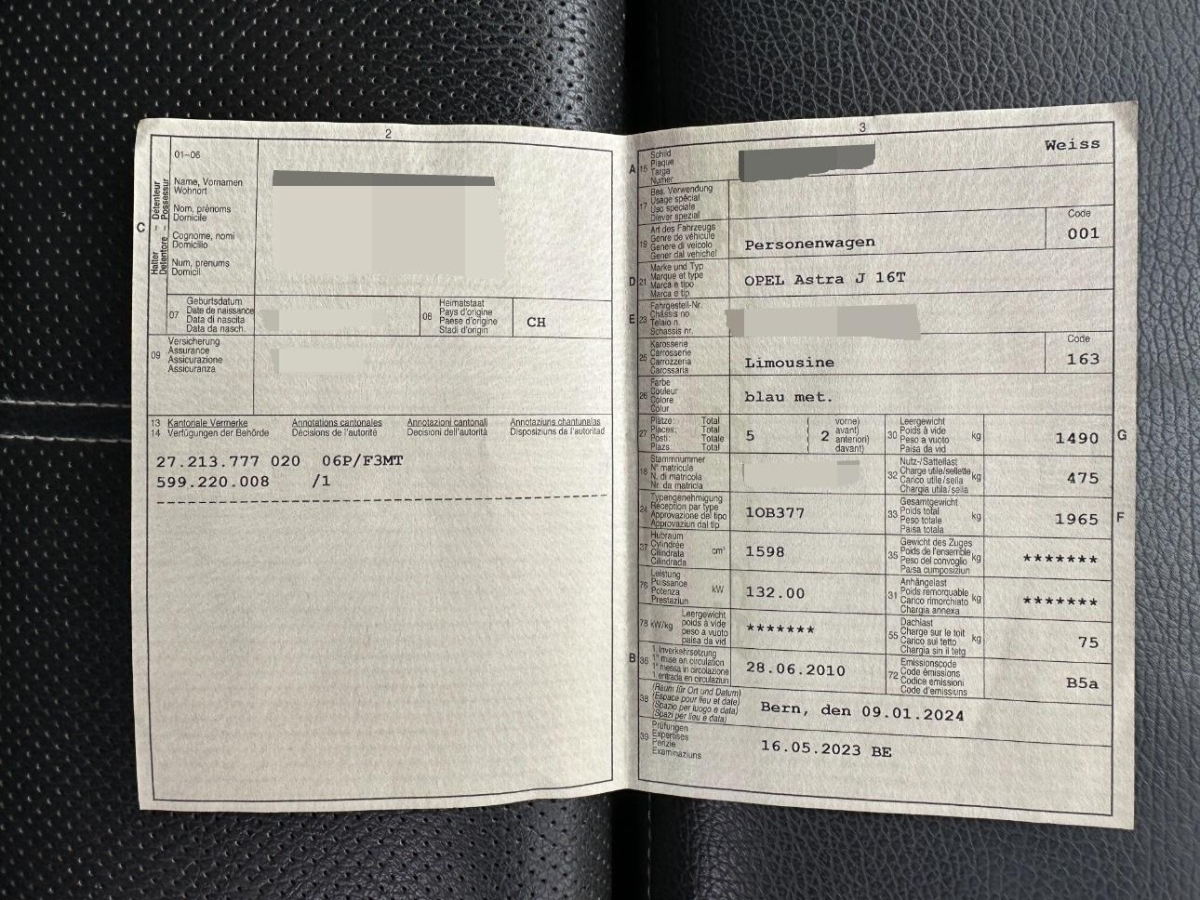 2
C
Halter – Détenteur
Detentore – Possessur
01–06
Name, Vornamen
Wohnort
Nom, prénoms
Domicile
Cognome, nomi
Domicilio
Num, prenums
Domicil
07
Geburtsdatum
Date de naissance
Data di nascita
Data da nasch.
08
Heimatstaat
Pays d'origine
Paese d'origine
Stadi d'origin
CH
09
Versicherung
Assurance
Assicurazione
Assicuranza
13 Kantonale Vermerke Annotations cantonales Annotazioni cantonali Annotaziuns chantunalas
14 Verfügungen der Behörde Décisions de l'autorité Decisioni dell'autorità Disposiziuns da l'autoritad
27.213.777 020 06P/F3MT
599.220.008 /1
3
A 15
Schild
Plaque
Targa
Numer
Weiss
17
Bes. Verwendung
Usage spécial
Uso speciale
Diever spezial
19
Art des Fahrzeugs
Genre de véhicule
Genere di veicolo
Gener dal vehichel
Personenwagen
Code
001
D 21
Marke und Typ
Marque et type
Marca e tipo
Marca e tip
OPEL Astra J 16T
E 23
Fahrgestell-Nr.
Châssis no
Telaio n.
Schassis nr.
25
Karosserie
Carrosserie
Carrozzeria
Carossaria
Limousine
Code
163
26
Farbe
Couleur
Colore
Colur
blau met.
27
Plätze: Total
Places: Total
Posti: Totale
Plazs: Total
5
( vorne)
( avant)
( 2 anteriori)
( davant)
30
Leergewicht
Poids à vide
Peso a vuoto
Paisa da vid
kg
1490
G
18
Stammnummer
N° matricule
N. di matricola
Nr. da matricla
32
Nutz-/Sattellast
Charge utile/sellette
Carico utile/sella
Chargia utila/sella
kg
475
24
Typengenehmigung
Réception par type
Approvazione del tipo
Approvaziun dal tip
1OB377
33
Gesamtgewicht
Poids total
Peso totale
Paisa totala
kg
1965
F
37
Hubraum
Cylindrée
Cilindrata
Cilindrada
cm³
1598
35
Gewicht des Zuges
Poids de l'ensemble
Peso del convoglio
Paisa cumposiziun
kg
*******
76
Leistung
Puissance
Potenza
Prestaziun
kW
132.00
31
Anhängelast
Poids remorquable
Carico rimorchiato
Chargia annexa
kg
*******
78 kW/kg
Leergewicht
poids à vide
peso a vuoto
paisa da vid
*******
55
Dachlast
Charge sur le toit
Carico sul tetto
Chargia sin il tetg
kg
75
B 36
1. Inverkehrsetzung
1re mise en circulation
1a messa in circolazione
1. entrada en circulaziun
28.06.2010
72
Emissionscode
Code émissions
Codice emissioni
Code d'emissiuns
B5a
38
(Raum für Ort und Datum)
(Espace pour lieu et date)
(Spazio per luogo e data)
(Spazi per lieu e data)
Bern, den 09.01.2024
39
Prüfungen
Expertises
Perizie
Examinaziuns
16.05.2023 BE